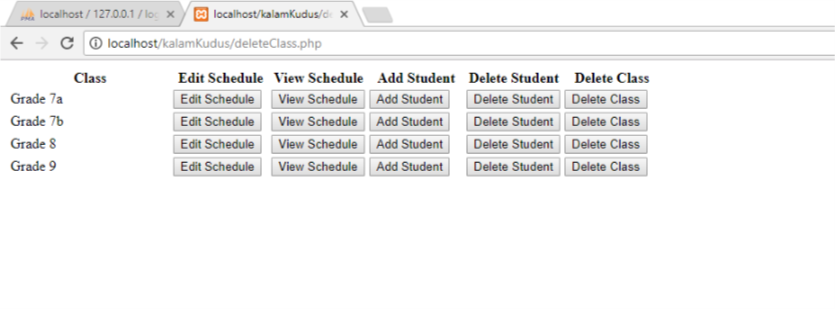 localhost / 127.0.0.1 / log
localhost/kalamKudus/de
localhost/kalamKudus/deleteClass.php
Class Edit Schedule View Schedule Add Student Delete Student Delete Class
Grade 7a Edit Schedule View Schedule Add Student Delete Student Delete Class
Grade 7b Edit Schedule View Schedule Add Student Delete Student Delete Class
Grade 8 Edit Schedule View Schedule Add Student Delete Student Delete Class
Grade 9 Edit Schedule View Schedule Add Student Delete Student Delete Class